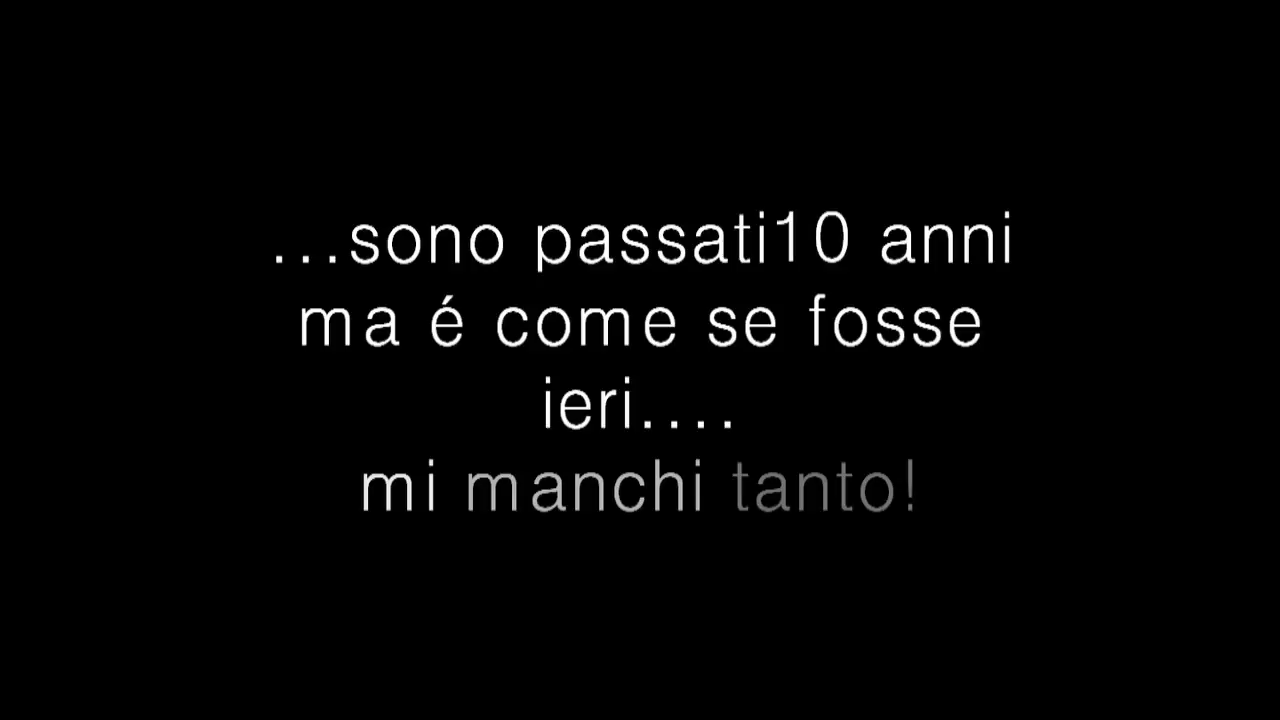 ...sono passati10 anni
ma é come se fosse
ieri....
mi manchi tanto!